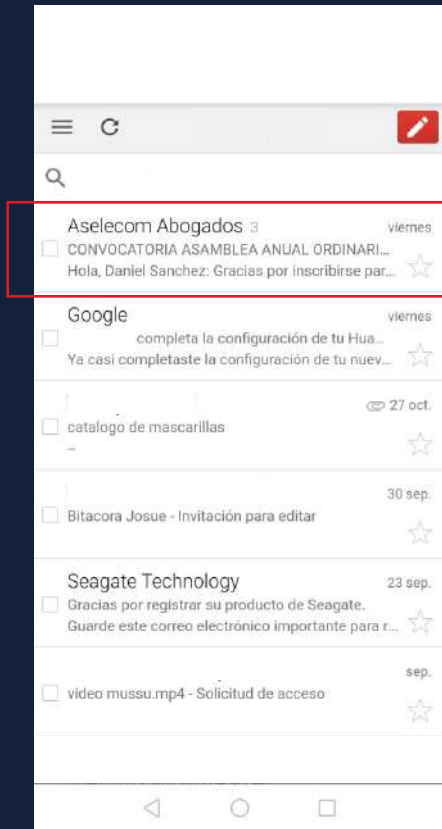 Aselecom Abogados 3 viernes
CONVOCATORIA ASAMBLEA ANUAL ORDINARI...
Hola, Daniel Sanchez: Gracias por inscribirse par...
Google viernes
completa la configuración de tu Hua...
Ya casi completaste la configuración de tu nuev...
27 oct.
catalogo de mascarillas
--
30 sep.
Bitacora Josue - Invitación para editar
Seagate Technology 23 sep.
Gracias por registrar su producto de Seagate.
Guarde este correo electrónico importante para r...
sep.
video mussu.mp4 - Solicitud de acceso